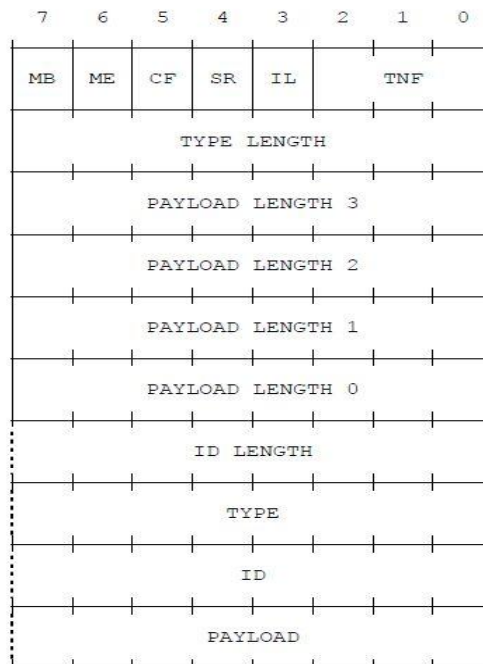 7 6 5 4 3 2 1 0
MB ME CF SR IL TNF
TYPE LENGTH
PAYLOAD LENGTH 3
PAYLOAD LENGTH 2
PAYLOAD LENGTH 1
PAYLOAD LENGTH 0
ID LENGTH
TYPE
ID
PAYLOAD